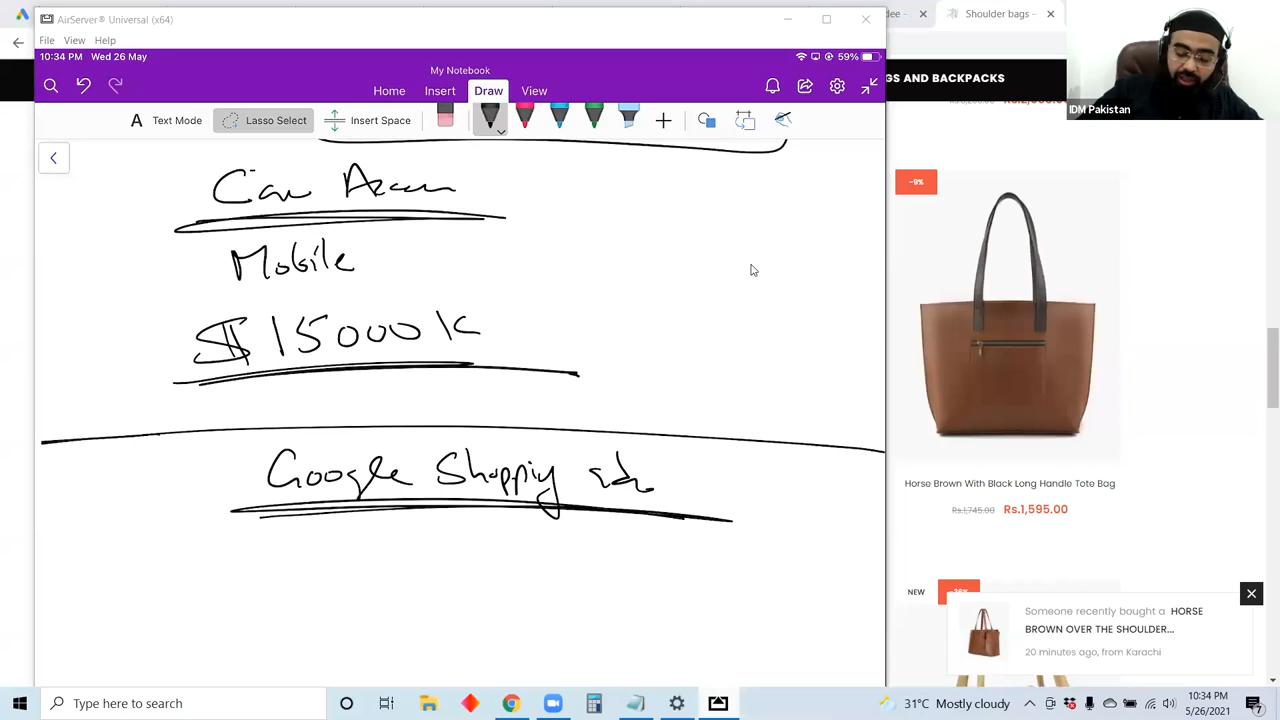 AirServer® Universal (x64)
File View Help
10:34 PM Wed 26 May
59%
My Notebook
Home Insert Draw View
Text Mode Lasso Select Insert Space
Mobile
$15000 K
Google Shopping ads
Shoulder bags –
GS AND BACKPACKS
IDM Pakistan
-9%
Horse Brown With Black Long Handle Tote Bag
Rs.1,745.00 Rs.1,595.00
NEW
Someone recently bought a HORSE
BROWN OVER THE SHOULDER...
20 minutes ago, from Karachi
Type here to search
31°C Mostly cloudy
10:34 PM
5/26/2021
7